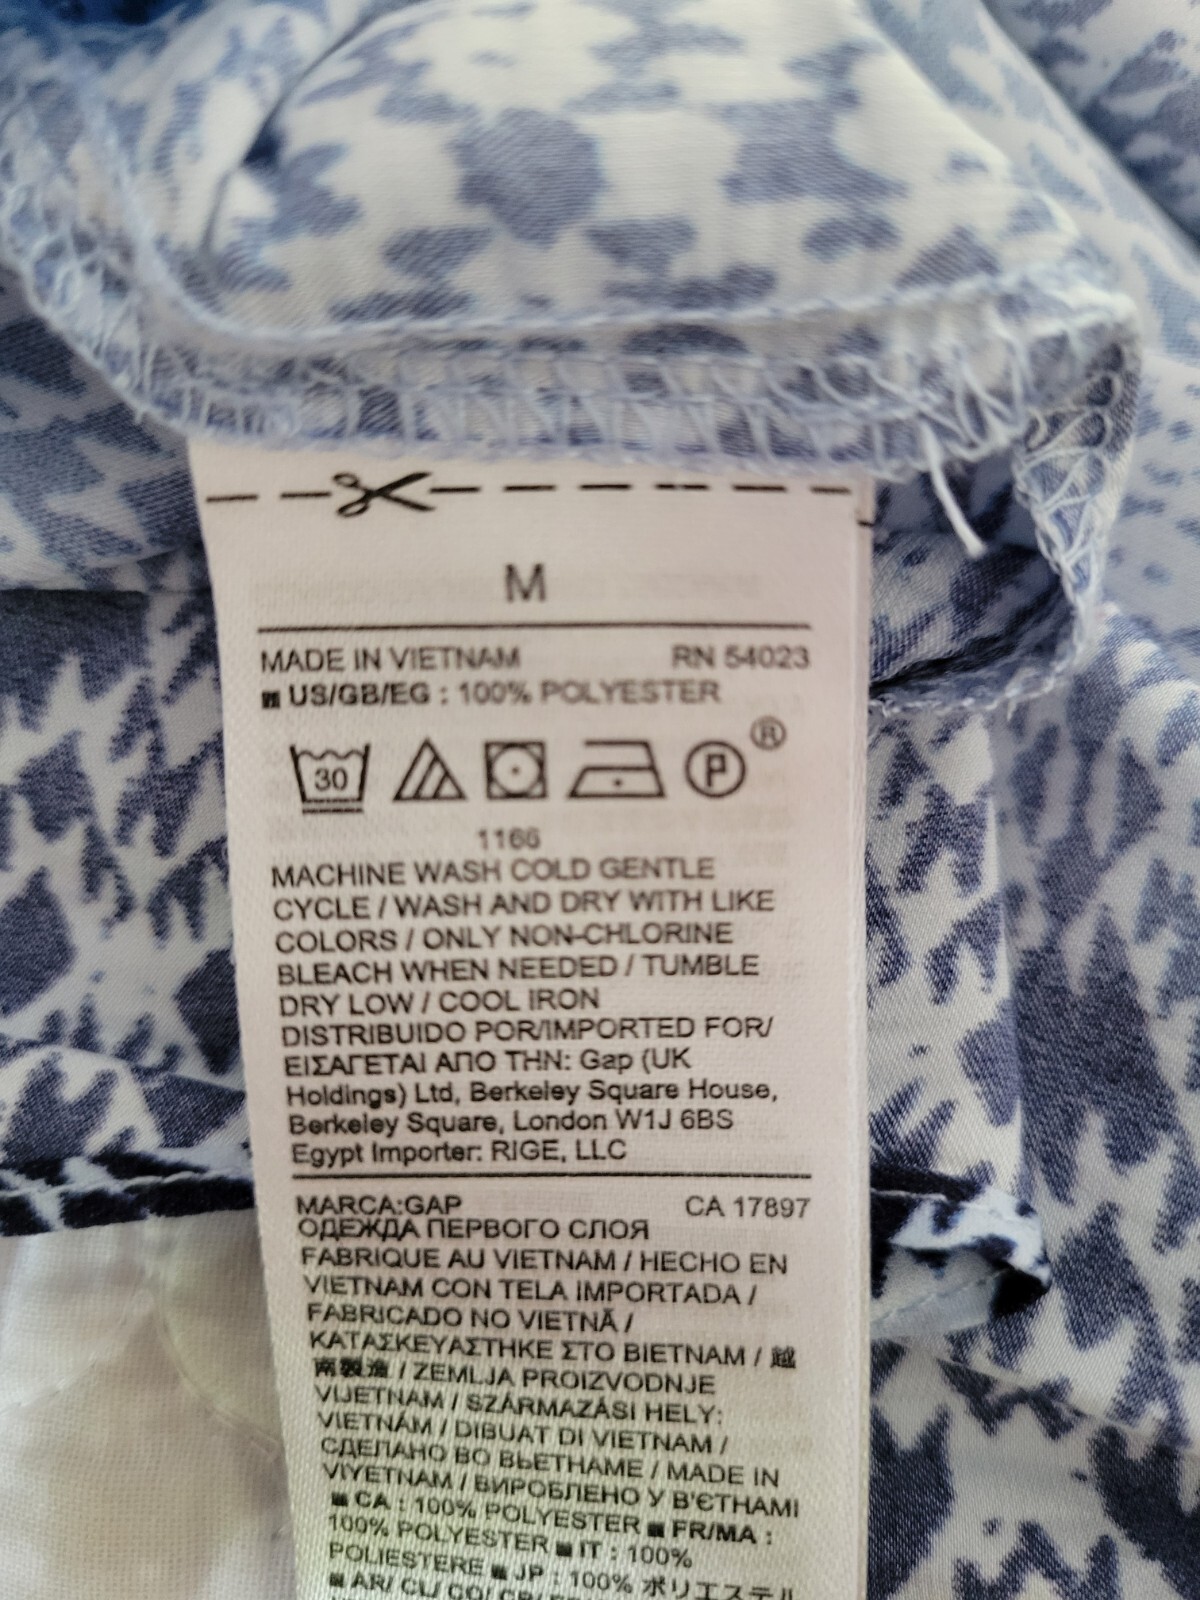 M
MADE IN VIETNAM RN 54023
US/GB/EG : 100% POLYESTER
30 P ®
1166
MACHINE WASH COLD GENTLE
CYCLE / WASH AND DRY WITH LIKE
COLORS / ONLY NON-CHLORINE
BLEACH WHEN NEEDED / TUMBLE
DRY LOW / COOL IRON
DISTRIBUIDO POR/IMPORTED FOR/
ΕΙΣΑΓΕΤΑΙ ΑΠΟ ΤΗΝ: Gap (UK
Holdings) Ltd, Berkeley Square House,
Berkeley Square, London W1J 6BS
Egypt Importer: RIGE, LLC
MARCA:GAP CA 17897
ОДЕЖДА ПЕРВОГО СЛОЯ
FABRIQUE AU VIETNAM / HECHO EN
VIETNAM CON TELA IMPORTADA /
FABRICADO NO VIETNÃ /
ΚΑΤΑΣΚΕΥΑΣΤΗΚΕ ΣΤΟ ΒΙΕΤΝΑΜ / 越
南製造 / ZEMLJA PROIZVODNJE
VIJETNAM / SZÁRMAZÁSI HELY:
VIETNÁM / DIBUAT DI VIETNAM /
СДЕЛАНО ВО ВЬЕТНАМЕ / MADE IN
VIYETNAM / ВИРОБЛЕНО У В'ЄТНАМІ
CA : 100% POLYESTER FR/MA :
100% POLYESTER IT : 100%
POLIESTERE JP : 100% ポリエステル
AR/ CL/ CO/